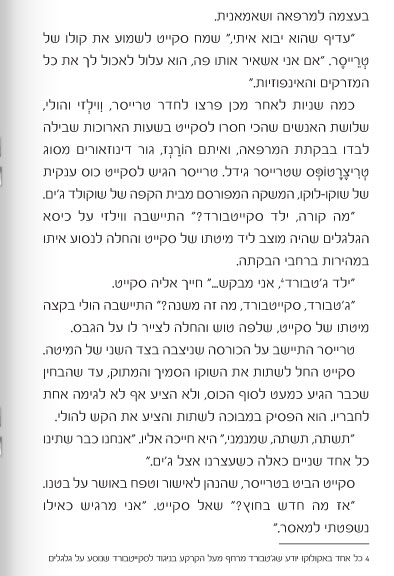 בעצמה למרפאה ושאמאנית.
"עדיף שהוא יבוא איתי," שמח סקייט לשמוע את קולו של
טְרַייסֶר. "אם אני אשאיר אותו פה, הוא עלול לאכול לך את כל
המזרקים והאינפוזיות."
כמה שניות לאחר מכן פרצו לחדר טרייסר, וִוילְזי והולי,
שלושת האנשים שהכי חסרו לסקייט בשעות הארוכות שבילה
לבדו בבקתת המרפאה, ואיתם הוֹרַנְז, גור דינוזאורים מסוג
טְרִיצֶרָטוֹפְּס שטרייסר גידל. טרייסר הגיש לסקייט כוס ענקית
של שוקו-לוקו, המשקה המפורסם מבית הקפה של שוקולד ג'ים.
"מה קורה, ילד סקייטבורד?" התיישבה ווילזי על כיסא
הגלגלים שהיה מוצב ליד מיטתו של סקייט והחלה לנסוע איתו
במהירות ברחבי הבקתה.
"ילד ג'טבורד⁴, אני מבקש..." חייך אליה סקייט.
"ג'טבורד, סקייטבורד, מה זה משנה?" התיישבה הולי בקצה
מיטתו של סקייט, שלפה טוש והחלה לצייר לו על הגבס.
טרייסר התיישב על הכורסה שניצבה בצד השני של המיטה.
סקייט החל לשתות את השוקו הסמיך והמתוק, עד שהבחין
שכבר הגיע כמעט לסוף הכוס, ולא הציע אף לא לגימה אחת
לחבריו. הוא הפסיק במבוכה לשתות והציע את הקש להולי.
"תשתה, תשתה, שמנמני," היא חייכה אליו. "אנחנו כבר שתינו
כל אחד שניים כאלה כשעצרנו אצל ג'ים."
סקייט הביט בטרייסר, שהנהן לאישור וטפח באושר על בטנו.
"אז מה חדש בחוץ?" שאל סקייט. "אני מרגיש כאילו
נשפטתי למאסר."
4 כל אחד באקולוקו יודע שג'טבורד מרחף מעל הקרקע בניגוד לסקייטבורד שנוסע על גלגלים